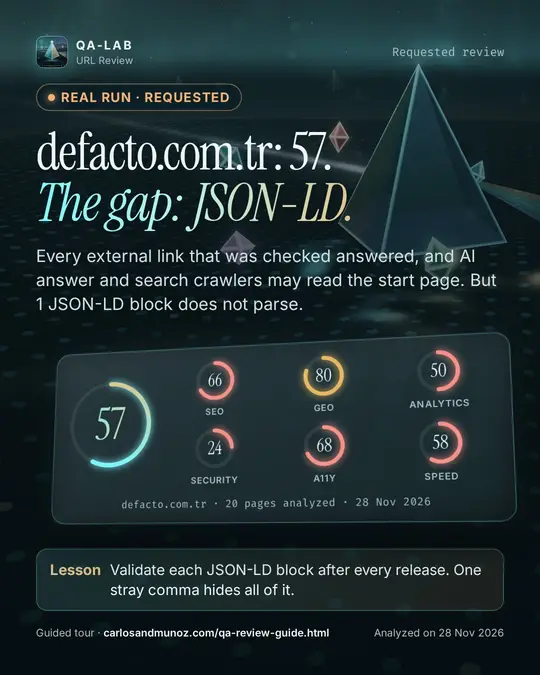 QA-LAB
URL Review
Requested review
REAL RUN · REQUESTED
defacto.com.tr: 57.
The gap: JSON-LD.
Every external link that was checked answered, and AI
answer and search crawlers may read the start page. But
1 JSON-LD block does not parse.
57
66
SEO
80
GEO
50
ANALYTICS
24
SECURITY
68
A11Y
58
SPEED
defacto.com.tr · 20 pages analyzed · 28 Nov 2026
Lesson Validate each JSON-LD block after every release. One
stray comma hides all of it.
Guided tour · carlosandmunoz.com/qa-review-guide.html
Analyzed on 28 Nov 2026